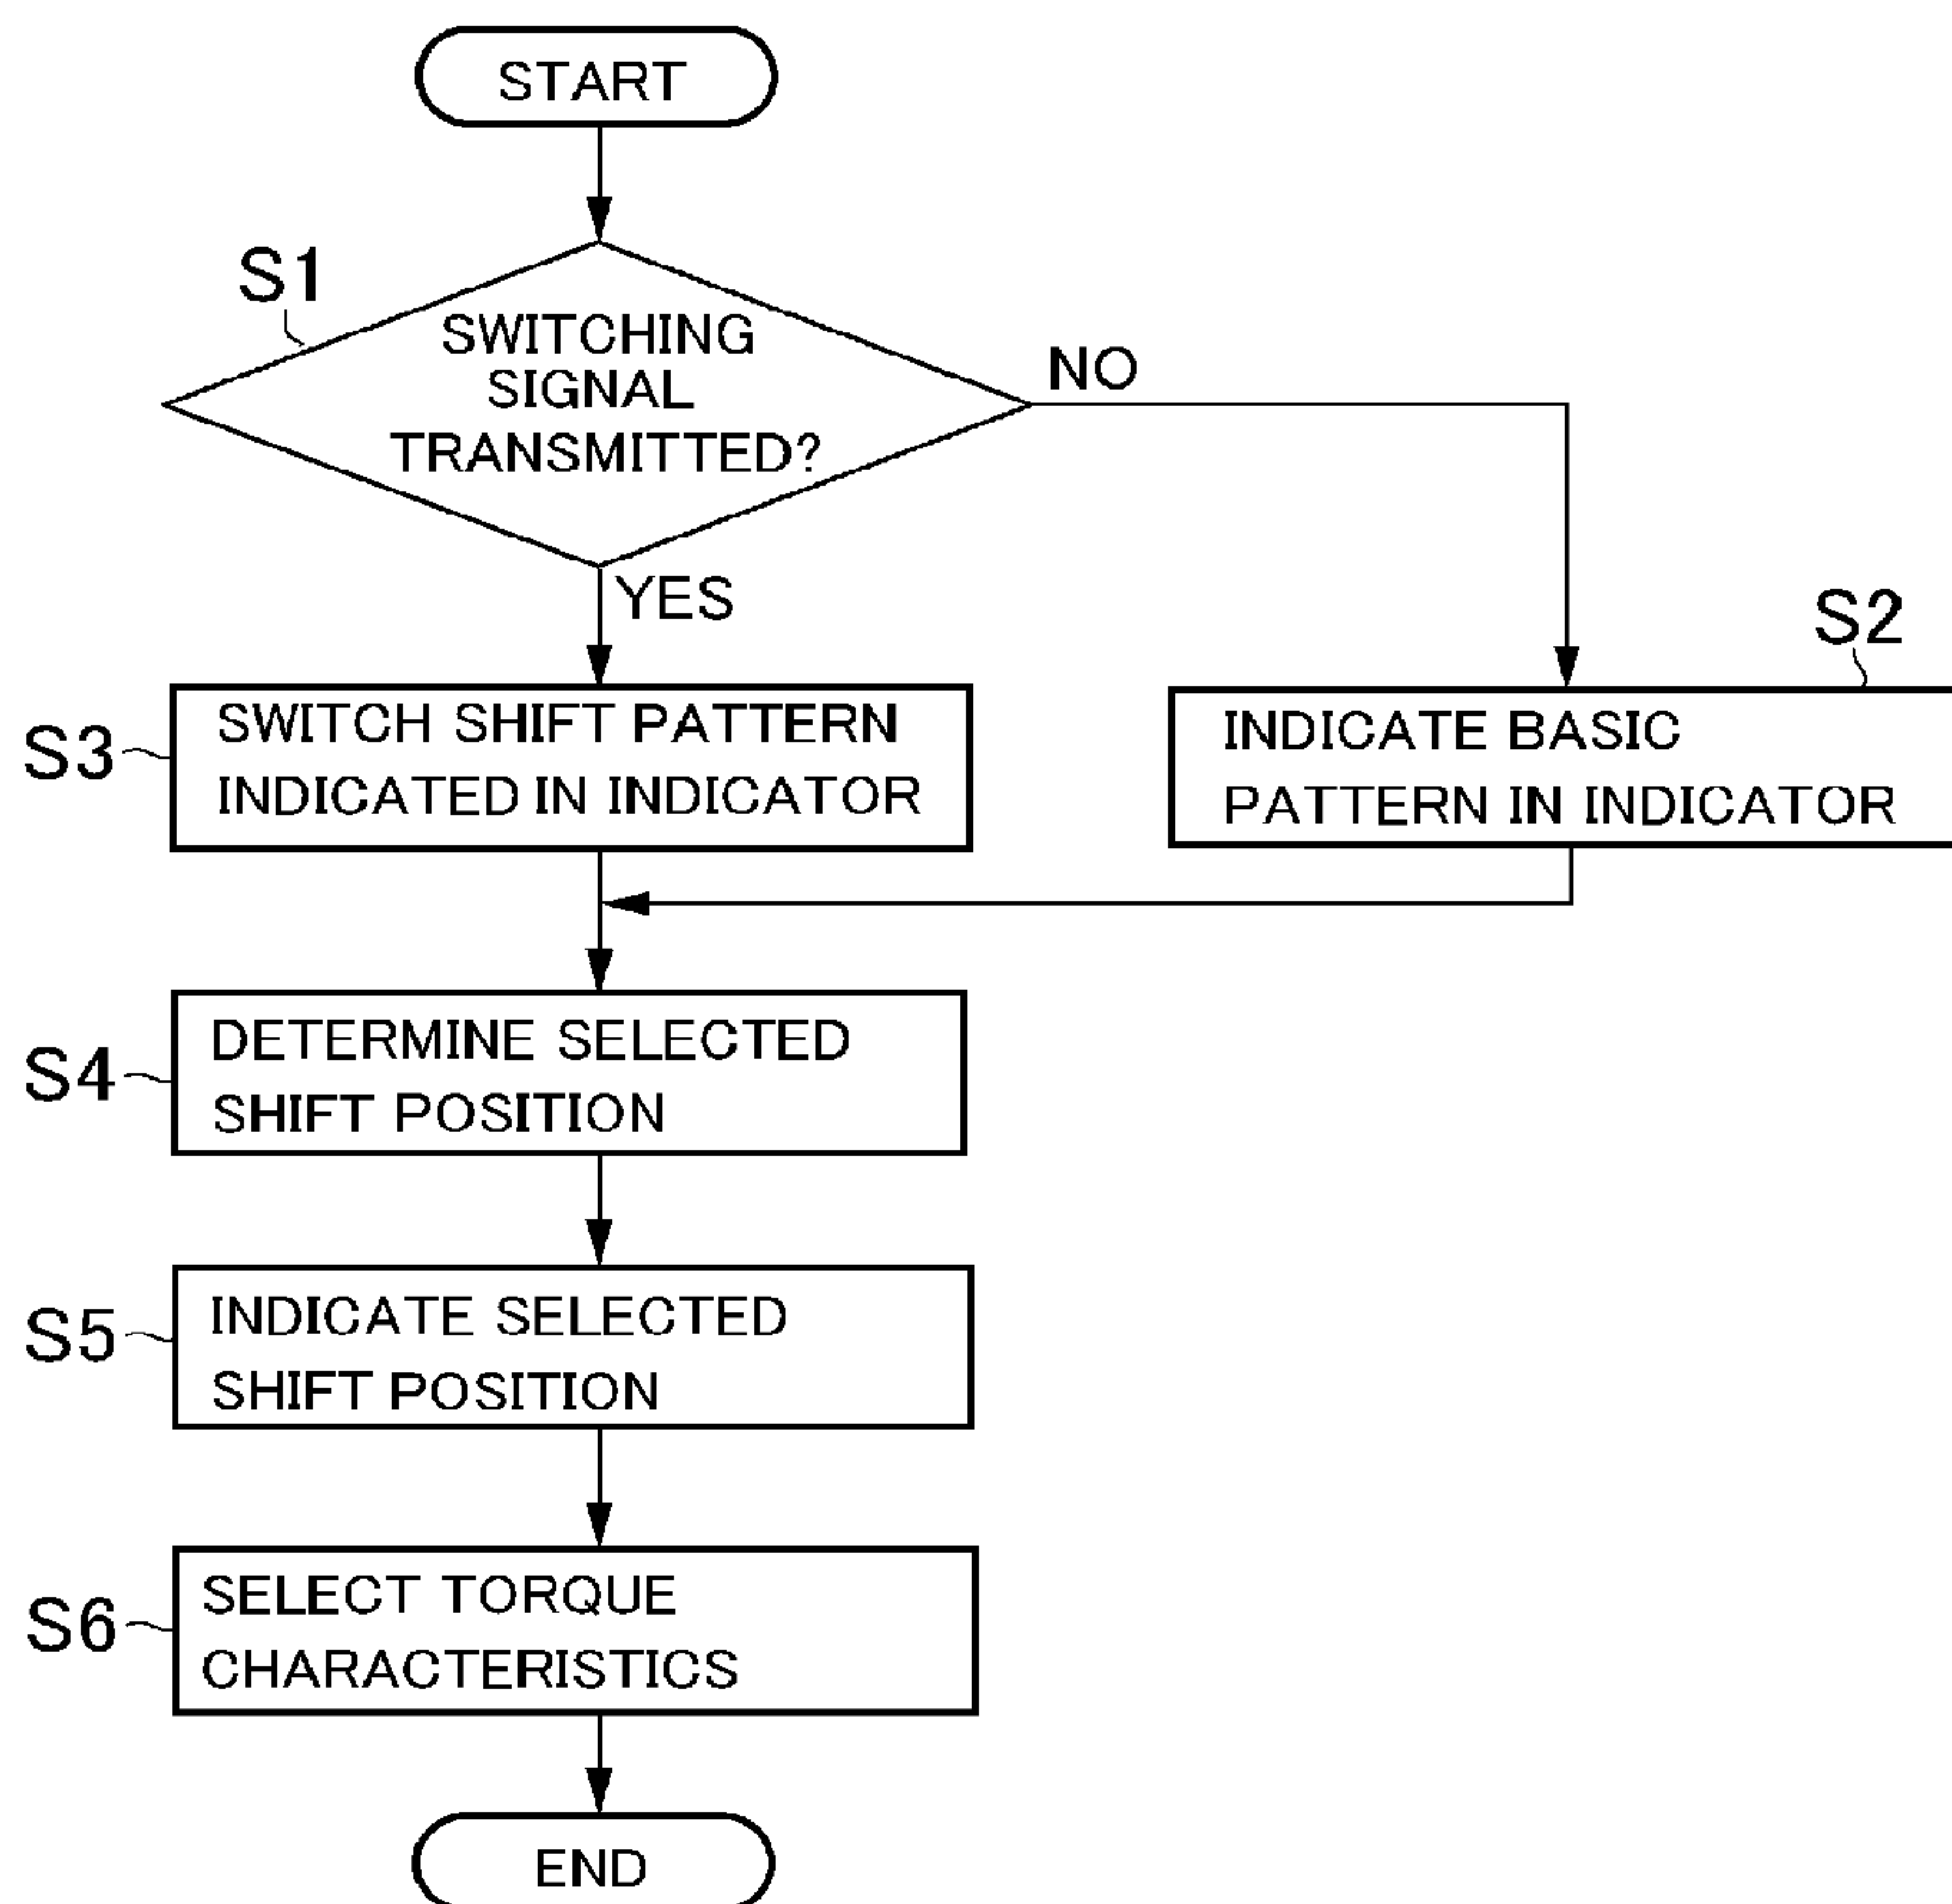 START
S1
SWITCHING
SIGNAL
TRANSMITTED?
NO
YES
S2
S3
SWITCH SHIFT PATTERN
INDICATED IN INDICATOR
INDICATE BASIC
PATTERN IN INDICATOR
S4
DETERMINE SELECTED
SHIFT POSITION
S5
INDICATE SELECTED
SHIFT POSITION
S6
SELECT TORQUE
CHARACTERISTICS
END